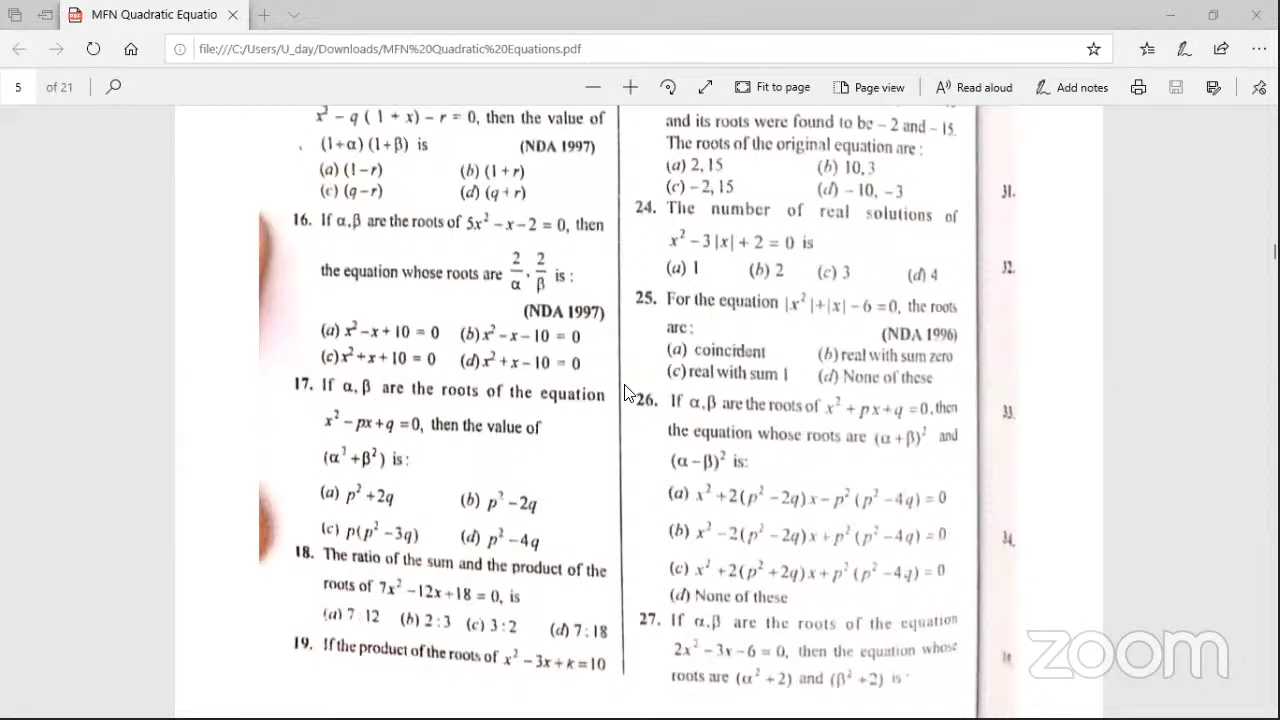 MFN Quadratic Equatio
file:///C:/Users/U_day/Downloads/MFN%20Quadratic%20Equations.pdf
5 of 21
Fit to page
Page view
Read aloud
Add notes
x² – q ( 1 + x) – r = 0, then the value of
(1+α) (1+β) is (NDA 1997)
(a) (1–r) (b) (1+r)
(c) (q–r) (d) (q+r)
16. If α,β are the roots of 5x² – x – 2 = 0, then
the equation whose roots are 2/α, 2/β is :
(NDA 1997)
(a) x² – x + 10 = 0 (b) x² – x – 10 = 0
(c) x² + x + 10 = 0 (d) x² + x – 10 = 0
17. If α,β are the roots of the equation
x² – px + q = 0, then the value of
(α² + β²) is :
(a) p² + 2q (b) p² – 2q
(c) p(p² – 3q) (d) p² – 4q
18. The ratio of the sum and the product of the
roots of 7x² – 12x + 18 = 0, is
(a) 7 : 12 (b) 2 : 3 (c) 3 : 2 (d) 7 : 18
19. If the product of the roots of x² – 3x + k = 10
and its roots were found to be – 2 and – 15.
The roots of the original equation are :
(a) 2, 15 (b) 10, 3
(c) – 2, 15 (d) – 10, –3
24. The number of real solutions of
x² – 3 |x| + 2 = 0 is
(a) 1 (b) 2 (c) 3 (d) 4
25. For the equation |x²|+|x| – 6 = 0, the roots
are : (NDA 1996)
(a) coincident (b) real with sum zero
(c) real with sum 1 (d) None of these
26. If α,β are the roots of x² + px + q = 0, then
the equation whose roots are (α + β)² and
(α – β)² is:
(a) x² + 2(p² – 2q)x – p² (p² – 4q) = 0
(b) x² – 2(p² – 2q)x + p² (p² – 4q) = 0
(c) x² + 2(p² + 2q)x + p² (p² – 4q) = 0
(d) None of these
27. If α,β are the roots of the equation
2x² – 3x – 6 = 0, then the equation whose
roots are (α² + 2) and (β² + 2) is
31.
32.
33.
34.
zoom